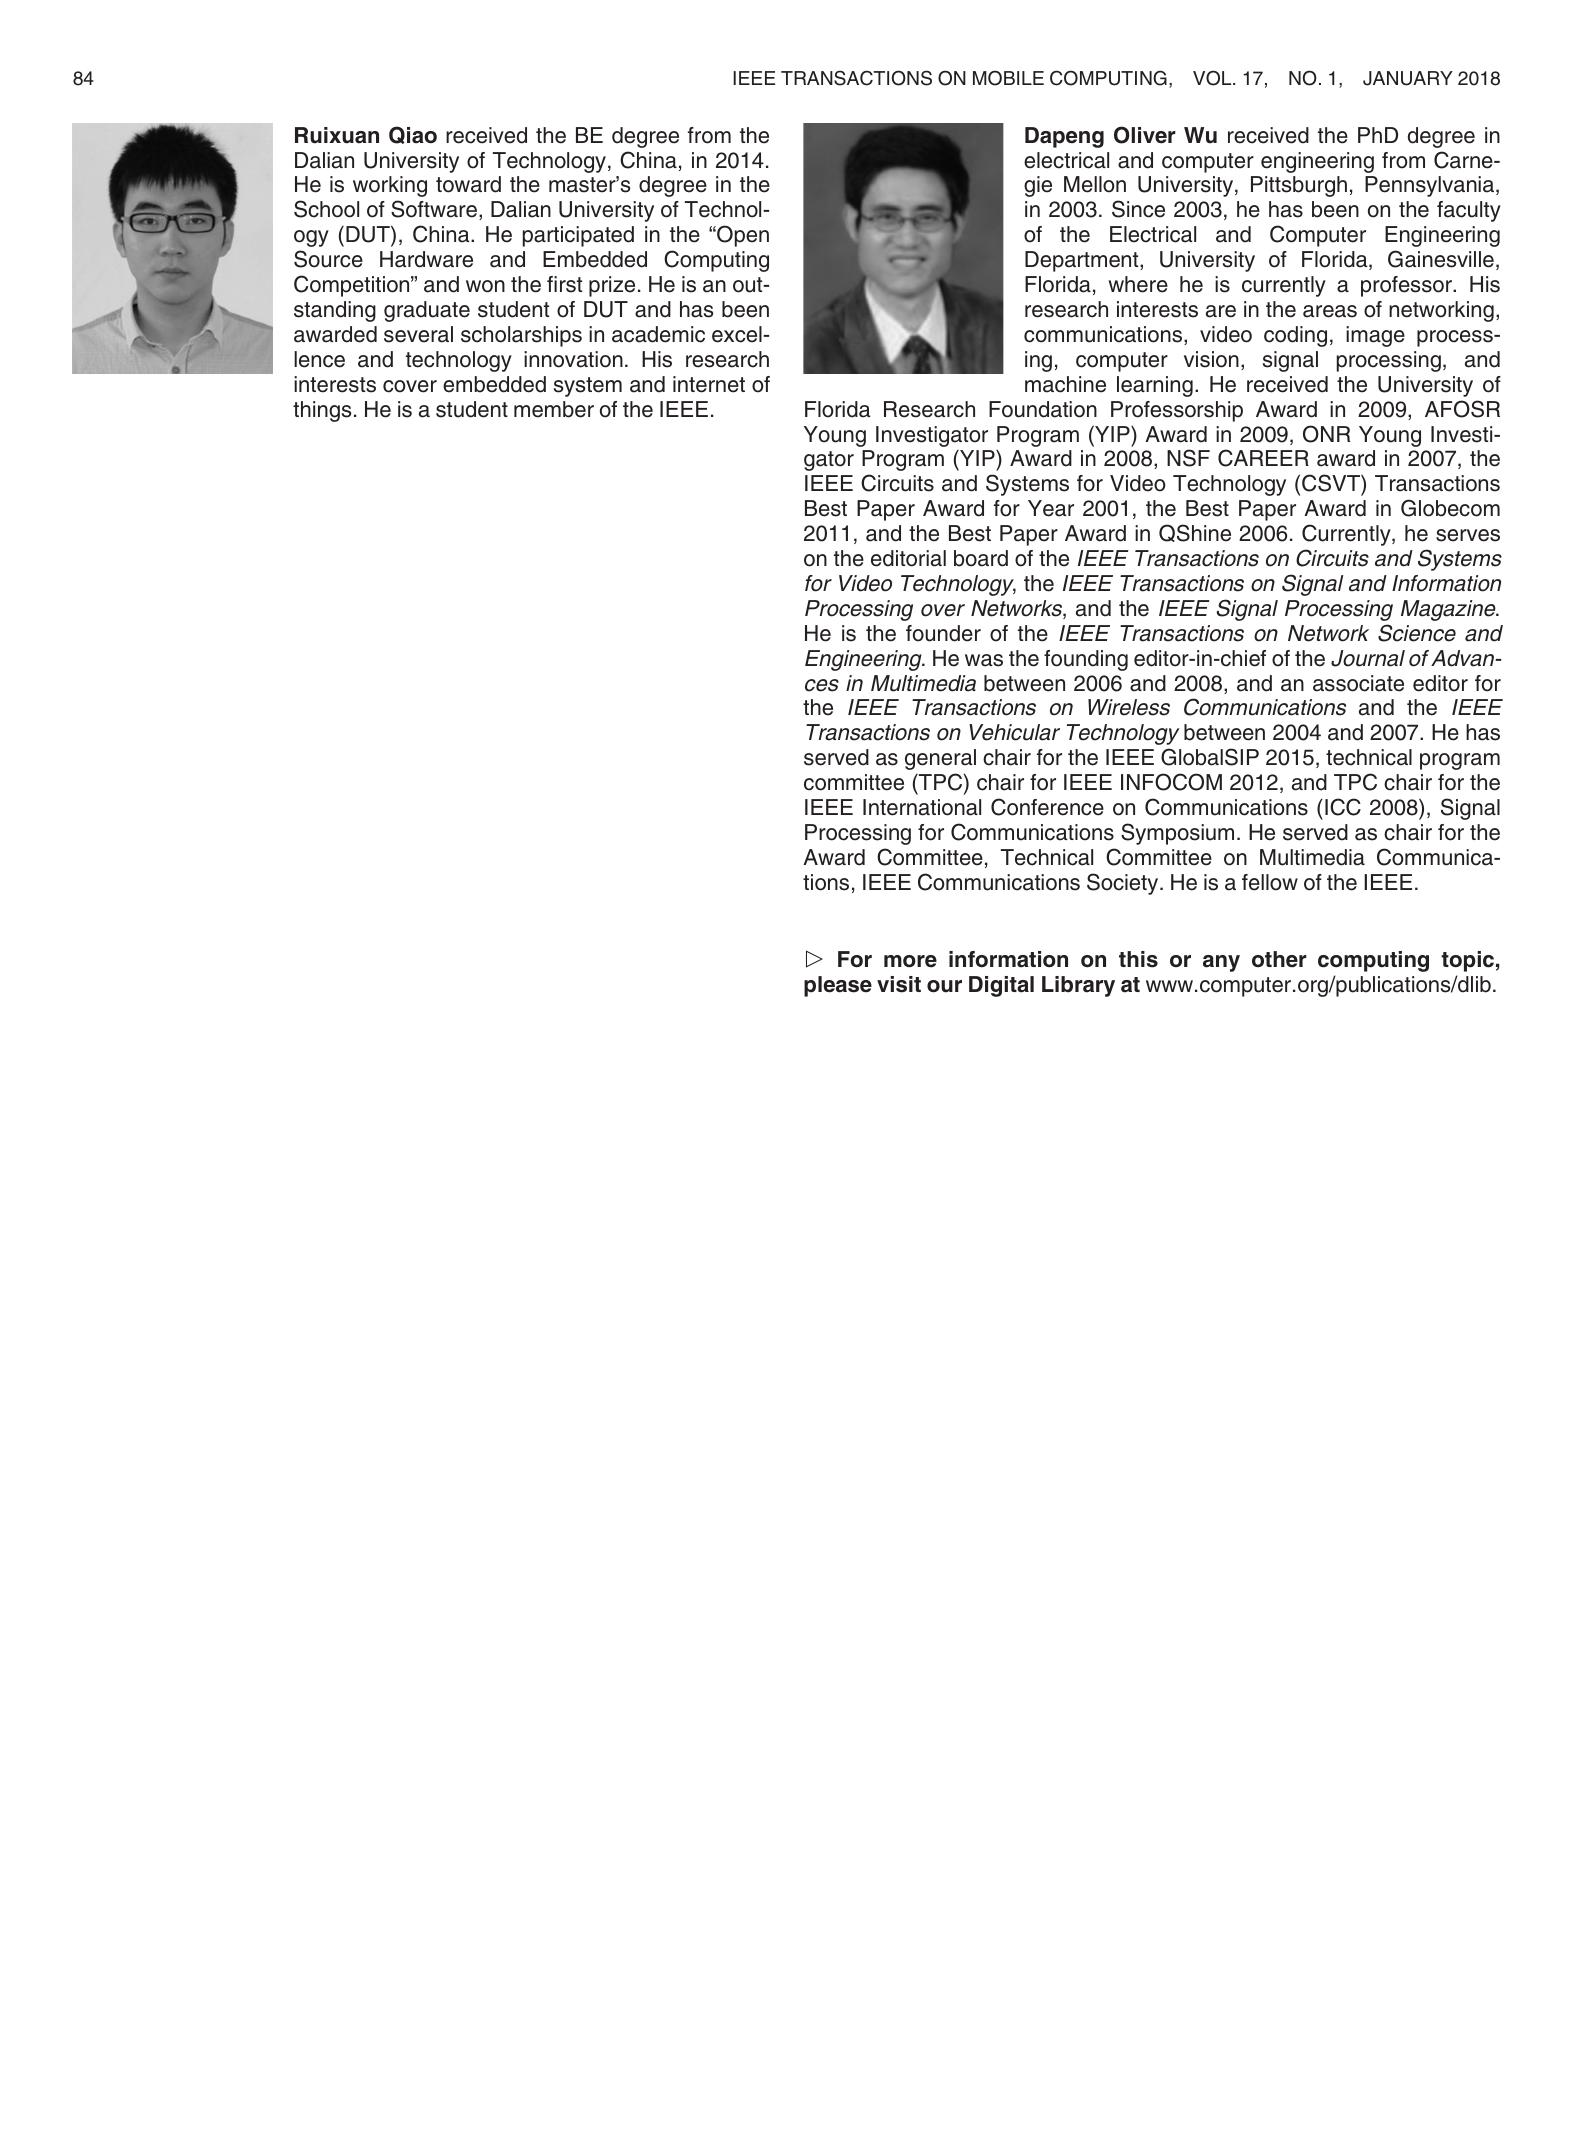 84
IEEE TRANSACTIONS ON MOBILE COMPUTING, VOL. 17, NO. 1, JANUARY 2018
Ruixuan Qiao received the BE degree from the
Dalian University of Technology, China, in 2014.
He is working toward the master’s degree in the
School of Software, Dalian University of Technol-
ogy (DUT), China. He participated in the “Open
Source Hardware and Embedded Computing
Competition” and won the first prize. He is an out-
standing graduate student of DUT and has been
awarded several scholarships in academic excel-
lence and technology innovation. His research
interests cover embedded system and internet of
things. He is a student member of the IEEE.
Dapeng Oliver Wu received the PhD degree in
electrical and computer engineering from Carne-
gie Mellon University, Pittsburgh, Pennsylvania,
in 2003. Since 2003, he has been on the faculty
of the Electrical and Computer Engineering
Department, University of Florida, Gainesville,
Florida, where he is currently a professor. His
research interests are in the areas of networking,
communications, video coding, image process-
ing, computer vision, signal processing, and
machine learning. He received the University of
Florida Research Foundation Professorship Award in 2009, AFOSR
Young Investigator Program (YIP) Award in 2009, ONR Young Investi-
gator Program (YIP) Award in 2008, NSF CAREER award in 2007, the
IEEE Circuits and Systems for Video Technology (CSVT) Transactions
Best Paper Award for Year 2001, the Best Paper Award in Globecom
2011, and the Best Paper Award in QShine 2006. Currently, he serves
on the editorial board of the IEEE Transactions on Circuits and Systems
for Video Technology, the IEEE Transactions on Signal and Information
Processing over Networks, and the IEEE Signal Processing Magazine.
He is the founder of the IEEE Transactions on Network Science and
Engineering. He was the founding editor-in-chief of the Journal of Advan-
ces in Multimedia between 2006 and 2008, and an associate editor for
the IEEE Transactions on Wireless Communications and the IEEE
Transactions on Vehicular Technology between 2004 and 2007. He has
served as general chair for the IEEE GlobalSIP 2015, technical program
committee (TPC) chair for IEEE INFOCOM 2012, and TPC chair for the
IEEE International Conference on Communications (ICC 2008), Signal
Processing for Communications Symposium. He served as chair for the
Award Committee, Technical Committee on Multimedia Communica-
tions, IEEE Communications Society. He is a fellow of the IEEE.
▷ For more information on this or any other computing topic,
please visit our Digital Library at www.computer.org/publications/dlib.